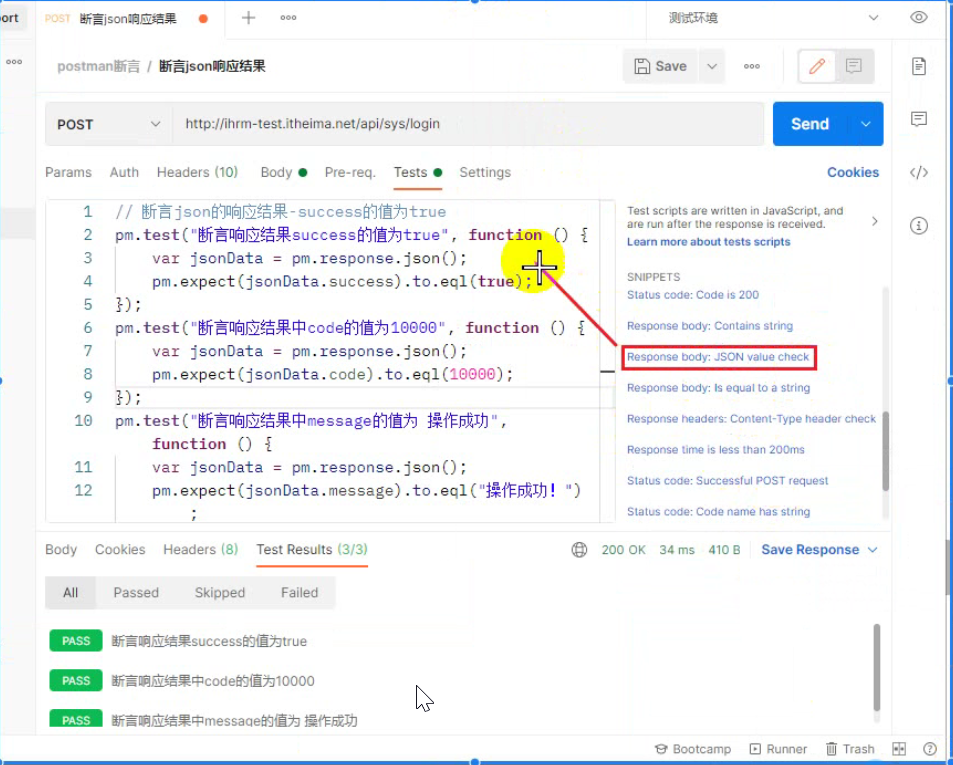 ort
POST 断言json响应结果
测试环境
postman断言 / 断言json响应结果
Save
POST
http://ihrm-test.itheima.net/api/sys/login
Send
Params Auth Headers (10) Body Pre-req. Tests Settings
Cookies
1 // 断言json的响应结果-success的值为true
2 pm.test("断言响应结果success的值为true", function () {
3 var jsonData = pm.response.json();
4 pm.expect(jsonData.success).to.eql(true);
5 });
6 pm.test("断言响应结果中code的值为10000", function () {
7 var jsonData = pm.response.json();
8 pm.expect(jsonData.code).to.eql(10000);
9 });
10 pm.test("断言响应结果中message的值为 操作成功",
function () {
11 var jsonData = pm.response.json();
12 pm.expect(jsonData.message).to.eql("操作成功！")
;
Test scripts are written in JavaScript, and
are run after the response is received.
Learn more about tests scripts
SNIPPETS
Status code: Code is 200
Response body: Contains string
Response body: JSON value check
Response body: Is equal to a string
Response headers: Content-Type header check
Response time is less than 200ms
Status code: Successful POST request
Status code: Code name has string
Body Cookies Headers (8) Test Results (3/3)
200 OK 34 ms 410 B Save Response
All Passed Skipped Failed
PASS 断言响应结果success的值为true
PASS 断言响应结果中code的值为10000
PASS 断言响应结果中message的值为 操作成功
Bootcamp Runner Trash